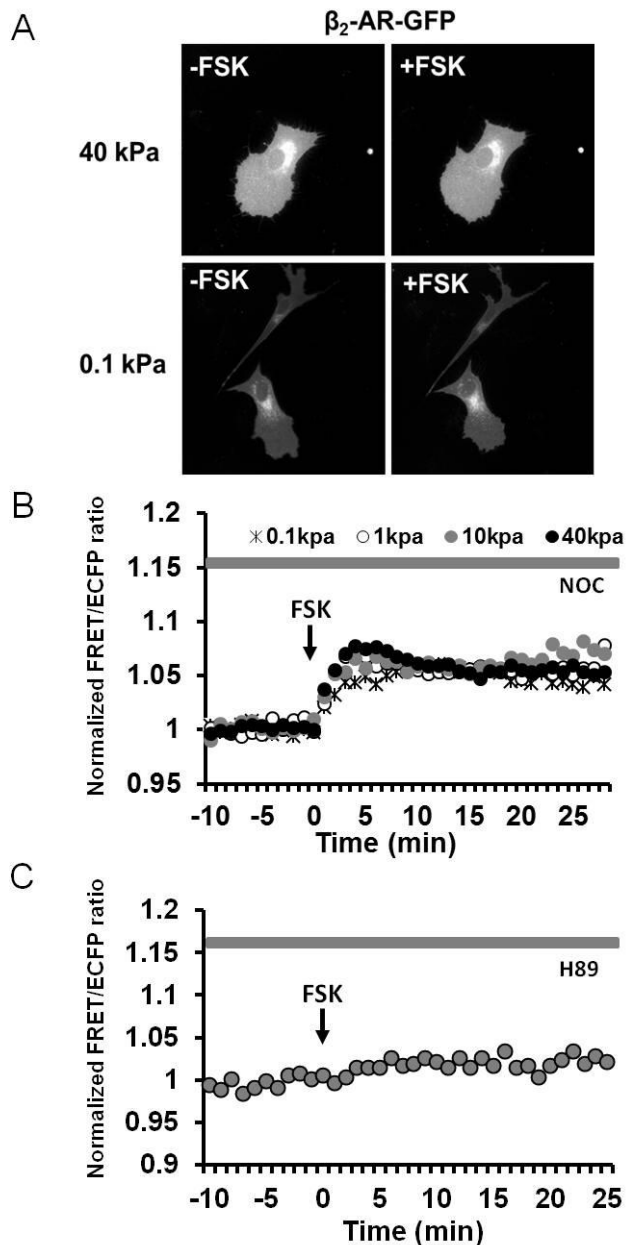 A
β₂-AR-GFP
-FSK
+FSK
40 kPa
-FSK
+FSK
0.1 kPa
B
Normalized FRET/ECFP ratio
1.2
1.15
1.1
1.05
1
0.95
0.1kpa 1kpa 10kpa 40kpa
NOC
FSK
-10 -5 0 5 10 15 20 25
Time (min)
C
Normalized FRET/ECFP ratio
1.2
1.15
1.1
1.05
1
0.95
0.9
H89
FSK
-10 -5 0 5 10 15 20 25
Time (min)